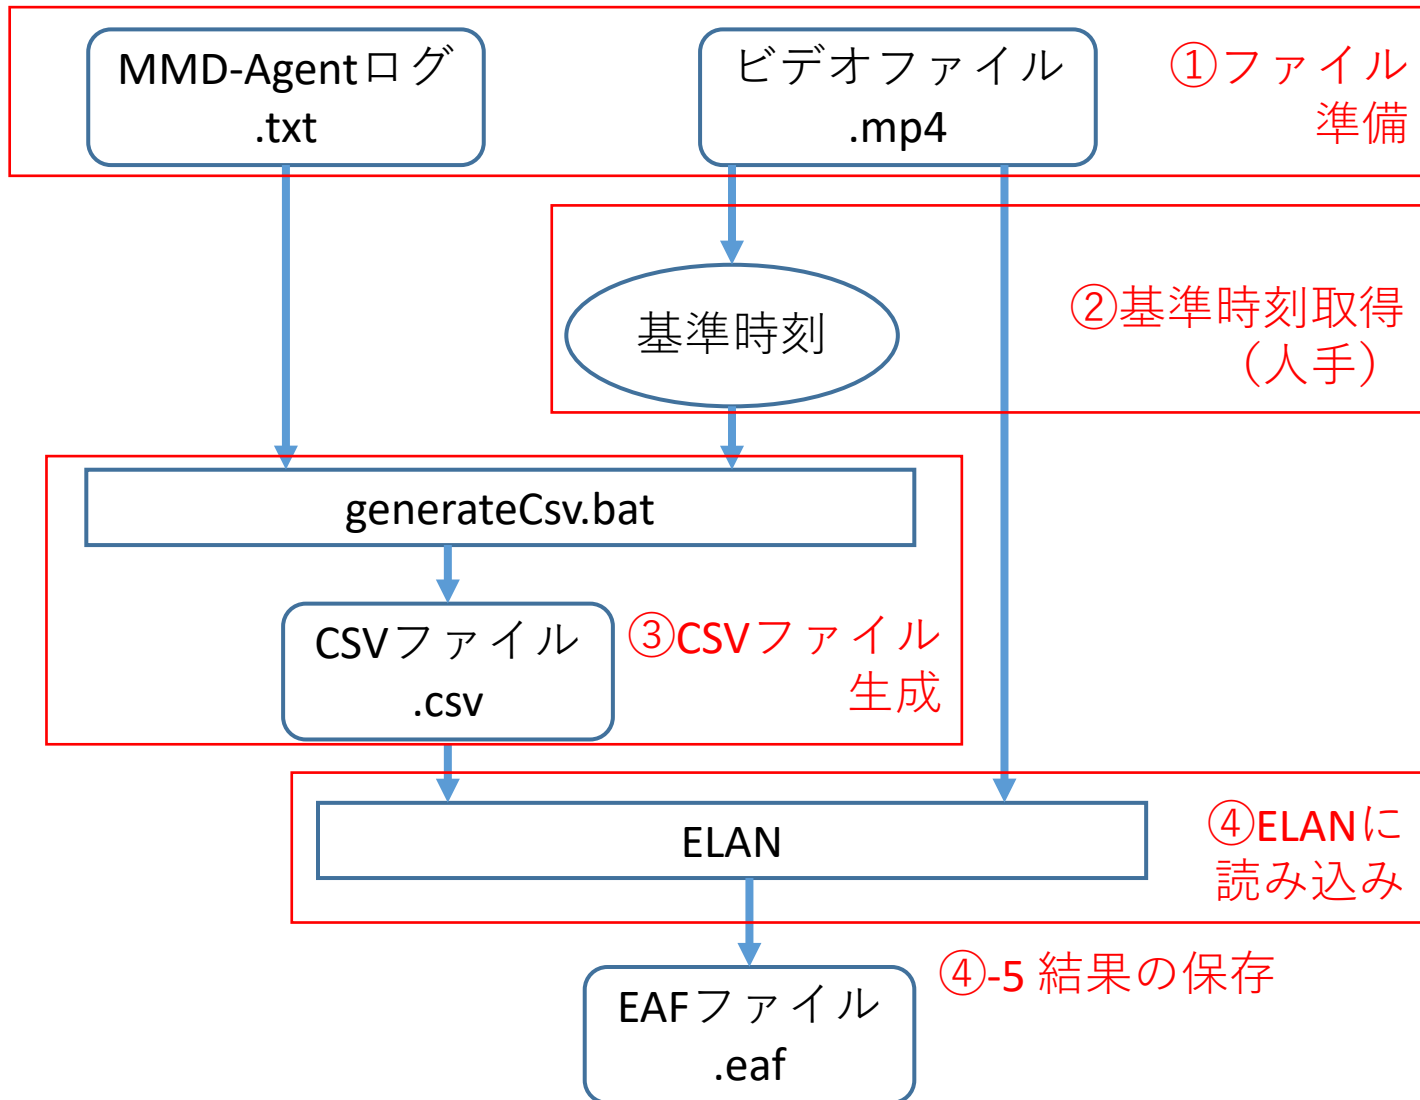 MMD-Agentログ
.txt
ビデオファイル
.mp4
①ファイル
準備
基準時刻
②基準時刻取得
（人手）
generateCsv.bat
CSVファイル
.csv
③CSVファイル
生成
ELAN
④ELANに
読み込み
④-5 結果の保存
EAFファイル
.eaf